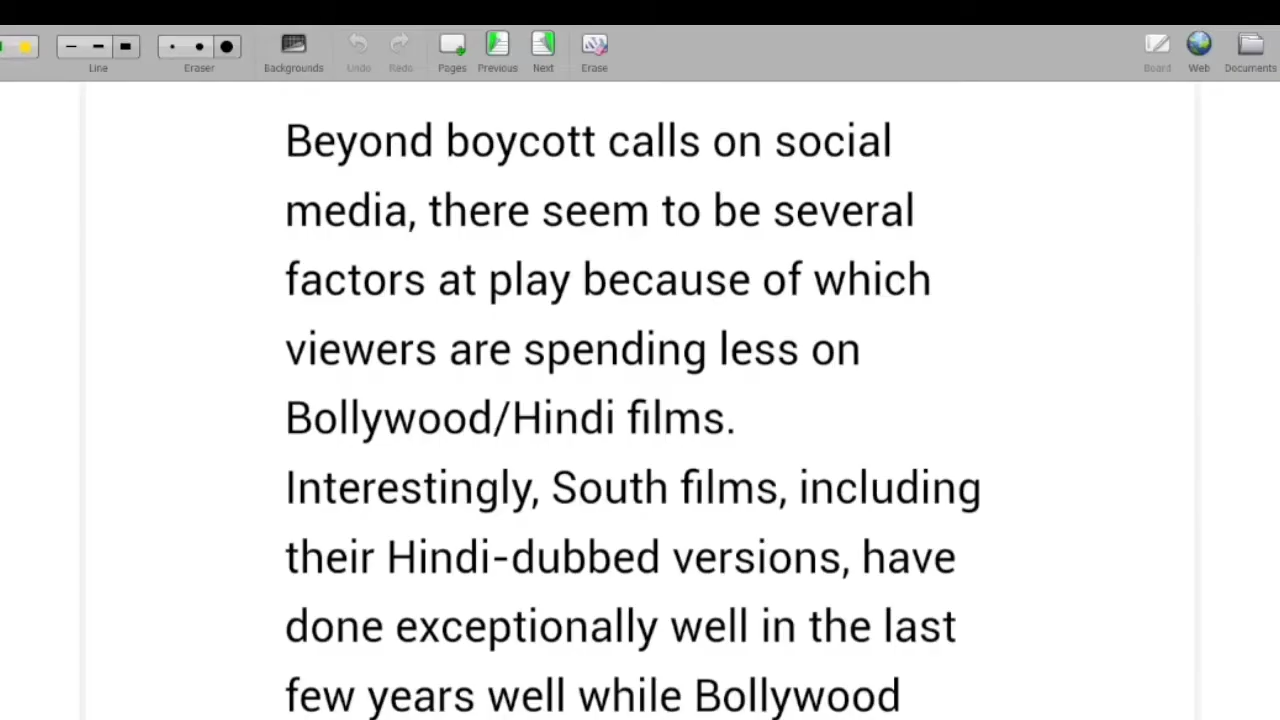 Line
Eraser
Backgrounds
Undo
Redo
Pages
Previous
Next
Erase
Board
Web
Documents
Beyond boycott calls on social
media, there seem to be several
factors at play because of which
viewers are spending less on
Bollywood/Hindi films.
Interestingly, South films, including
their Hindi-dubbed versions, have
done exceptionally well in the last
few years well while Bollywood